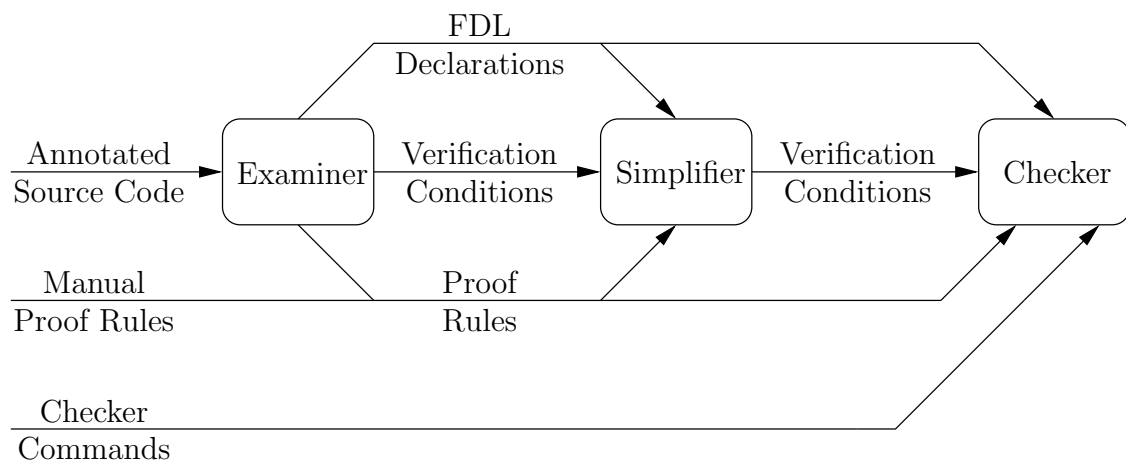 FDL
Declarations
Annotated
Source Code
Examiner
Verification
Conditions
Simplifier
Verification
Conditions
Checker
Manual
Proof Rules
Proof
Rules
Checker
Commands